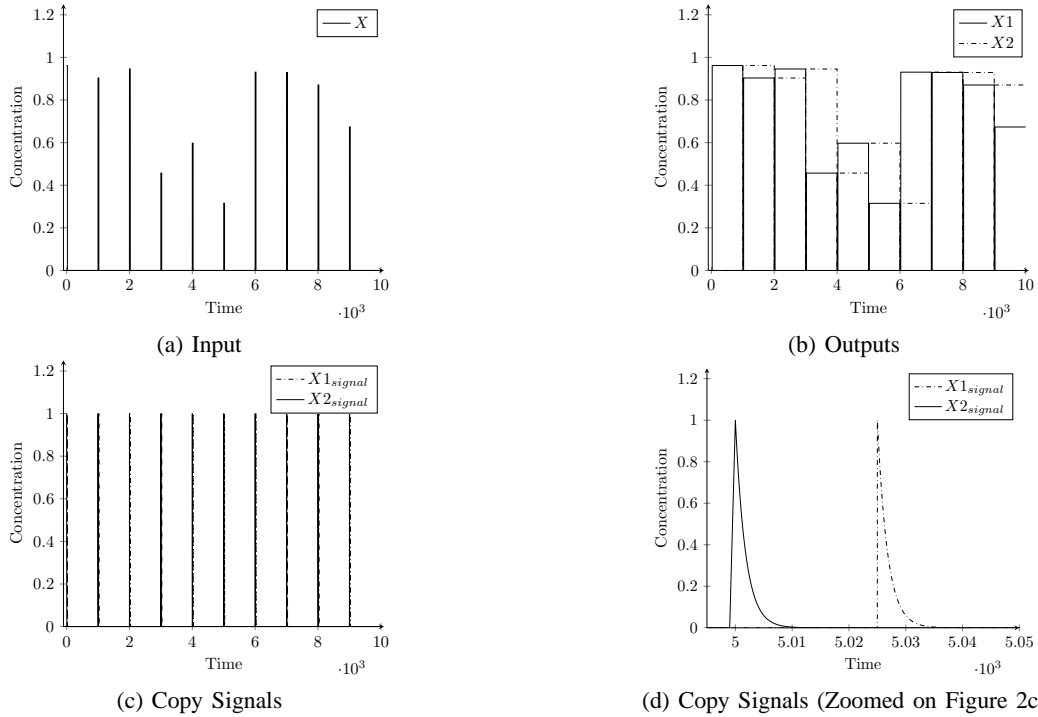 1.2
1
0.8
0.6
0.4
0.2
0
Concentration
X
0 2 4 6 8 10
Time
·10³
(a) Input
1.2
1
0.8
0.6
0.4
0.2
0
Concentration
X1
X2
0 2 4 6 8 10
Time
·10³
(b) Outputs
1.2
1
0.8
0.6
0.4
0.2
0
Concentration
X1signal
X2signal
0 2 4 6 8 10
Time
·10³
(c) Copy Signals
1.2
1
0.8
0.6
0.4
0.2
0
Concentration
X1signal
X2signal
5 5.01 5.02 5.03 5.04 5.05
Time
·10³
(d) Copy Signals (Zoomed on Figure 2c